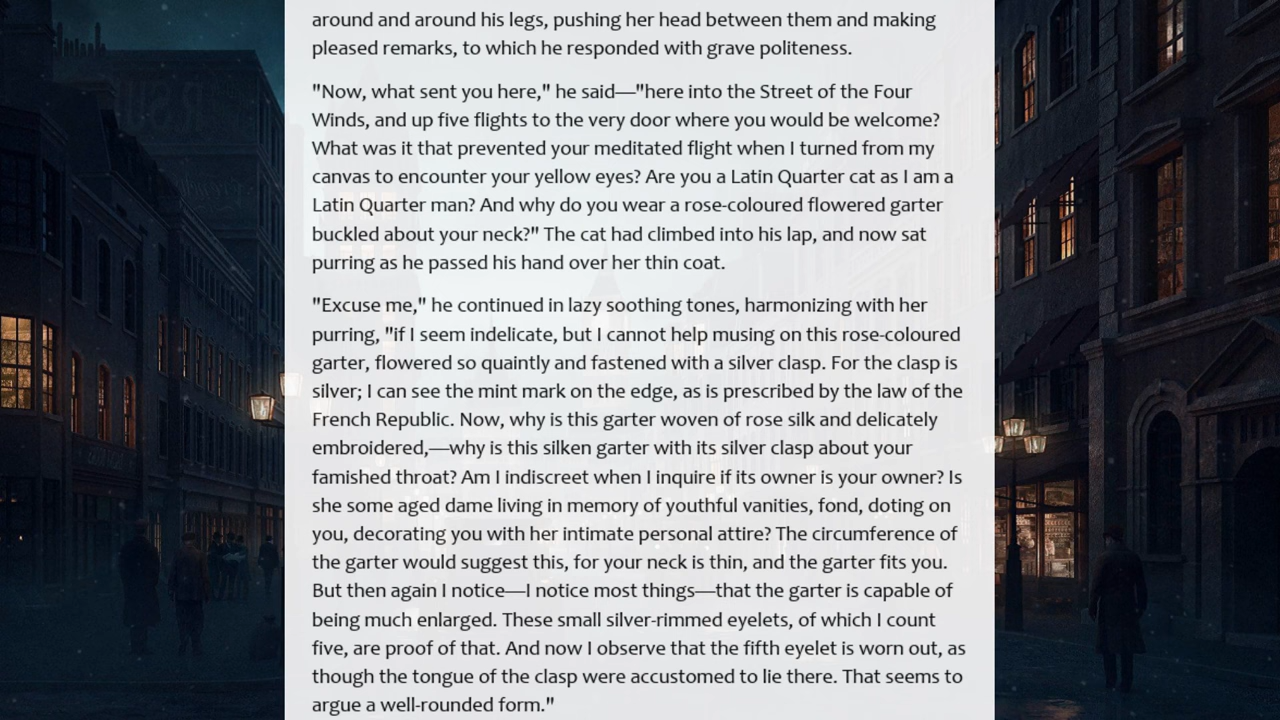 around and around his legs, pushing her head between them and making
pleased remarks, to which he responded with grave politeness.
"Now, what sent you here," he said—"here into the Street of the Four
Winds, and up five flights to the very door where you would be welcome?
What was it that prevented your meditated flight when I turned from my
canvas to encounter your yellow eyes? Are you a Latin Quarter cat as I am a
Latin Quarter man? And why do you wear a rose-coloured flowered garter
buckled about your neck?" The cat had climbed into his lap, and now sat
purring as he passed his hand over her thin coat.
"Excuse me," he continued in lazy soothing tones, harmonizing with her
purring, "if I seem indelicate, but I cannot help musing on this rose-coloured
garter, flowered so quaintly and fastened with a silver clasp. For the clasp is
silver; I can see the mint mark on the edge, as is prescribed by the law of the
French Republic. Now, why is this garter woven of rose silk and delicately
embroidered,—why is this silken garter with its silver clasp about your
famished throat? Am I indiscreet when I inquire if its owner is your owner? Is
she some aged dame living in memory of youthful vanities, fond, doting on
you, decorating you with her intimate personal attire? The circumference of
the garter would suggest this, for your neck is thin, and the garter fits you.
But then again I notice—I notice most things—that the garter is capable of
being much enlarged. These small silver-rimmed eyelets, of which I count
five, are proof of that. And now I observe that the fifth eyelet is worn out, as
though the tongue of the clasp were accustomed to lie there. That seems to
argue a well-rounded form."